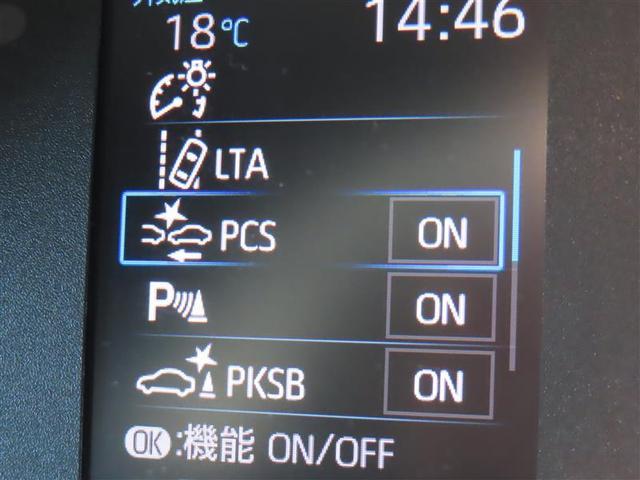 18℃
14:46
LTA
PCS ON
P ON
PKSB ON
OK:機能 ON/OFF